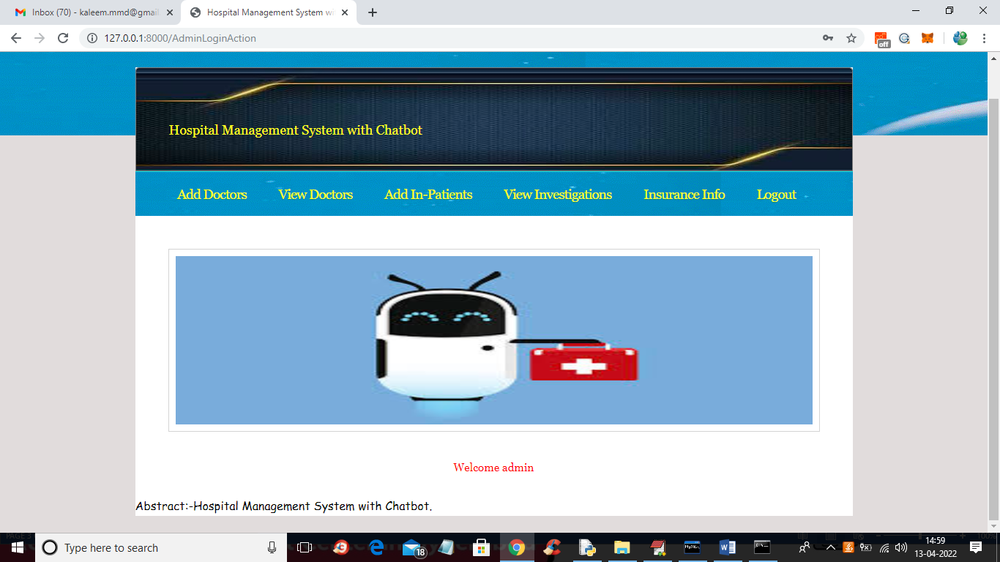 Inbox (70) - kaleem.mmd@gmail
Hospital Management System wi
127.0.0.1:8000/AdminLoginAction
off
Hospital Management System with Chatbot
Add Doctors View Doctors Add In-Patients View Investigations Insurance Info Logout
Welcome admin
Abstract:-Hospital Management System with Chatbot.
Type here to search
18
14:59
13-04-2022
100%